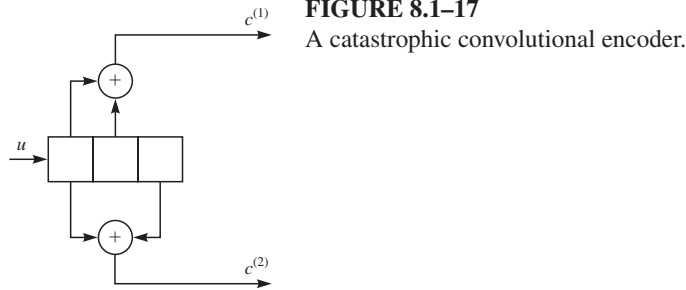 FIGURE 8.1–17
A catastrophic convolutional encoder.
c^(1)
+
u
+
c^(2)